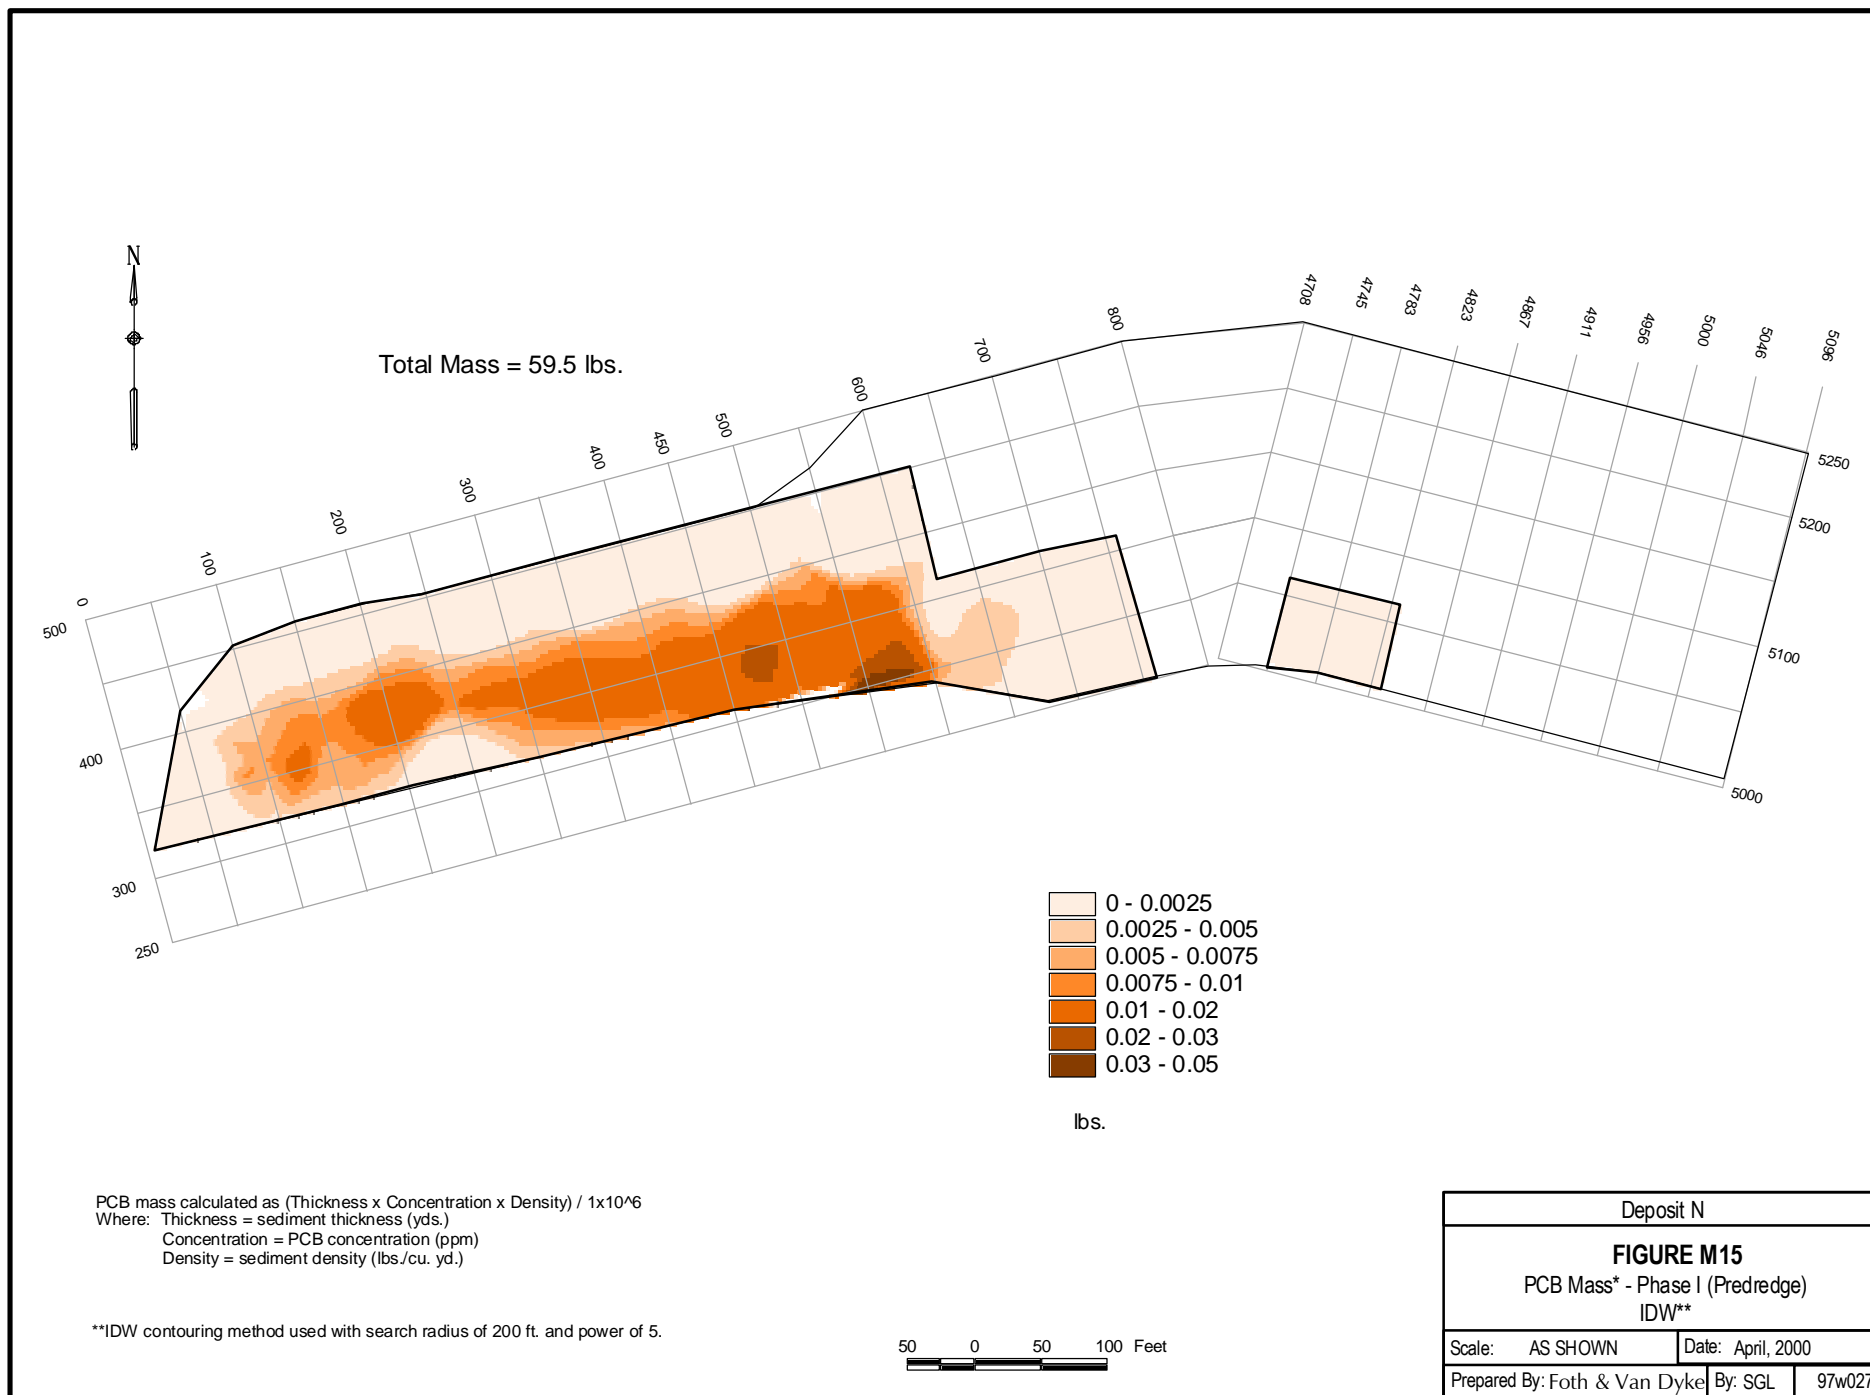 N
Total Mass = 59.5 lbs.
0
100
200
300
400
450
500
600
700
800
4708
4745
4783
4823
4867
4911
4956
5000
5046
5096
500
400
300
250
5250
5200
5100
5000
0 - 0.0025
0.0025 - 0.005
0.005 - 0.0075
0.0075 - 0.01
0.01 - 0.02
0.02 - 0.03
0.03 - 0.05
lbs.
PCB mass calculated as (Thickness x Concentration x Density) / 1x10^6
Where: Thickness = sediment thickness (yds.)
Concentration = PCB concentration (ppm)
Density = sediment density (lbs./cu. yd.)
**IDW contouring method used with search radius of 200 ft. and power of 5.
50 0 50 100 Feet
Deposit N
FIGURE M15
PCB Mass* - Phase I (Predredge)
IDW**
Scale: AS SHOWN Date: April, 2000
Prepared By: Foth & Van Dyke By: SGL 97w027